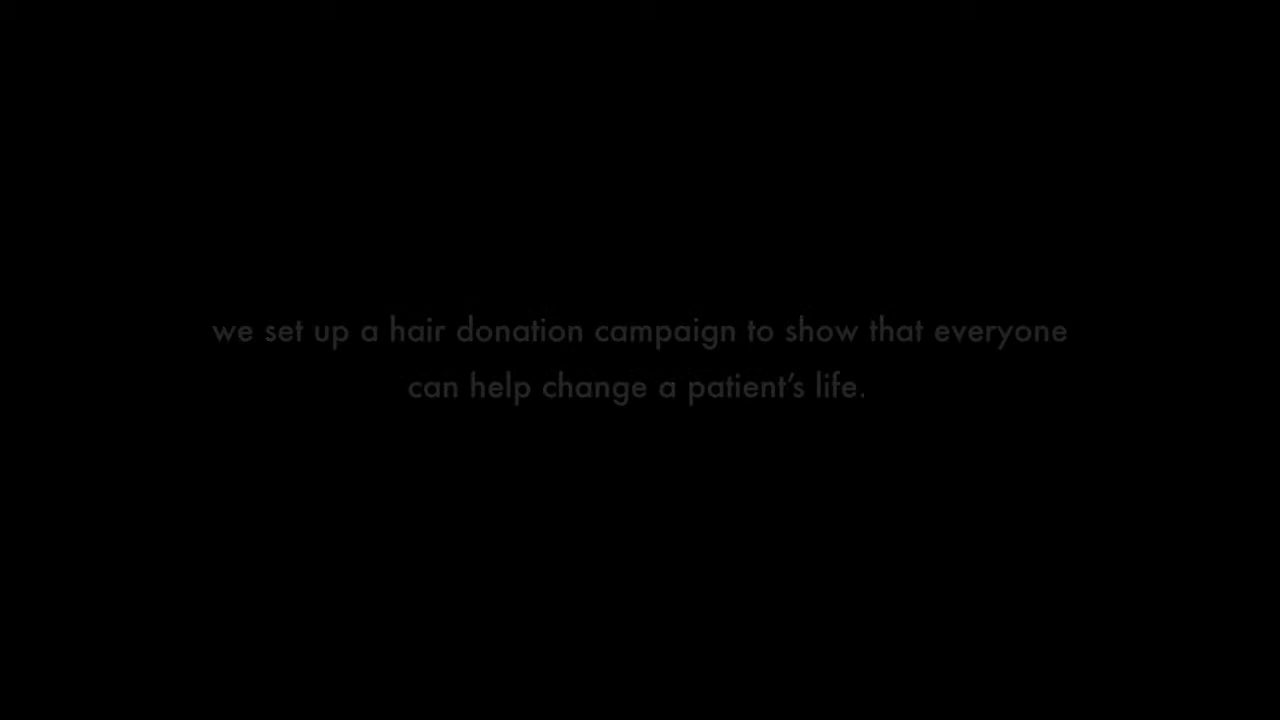 we set up a hair donation campaign to show that everyone
can help change a patient’s life.